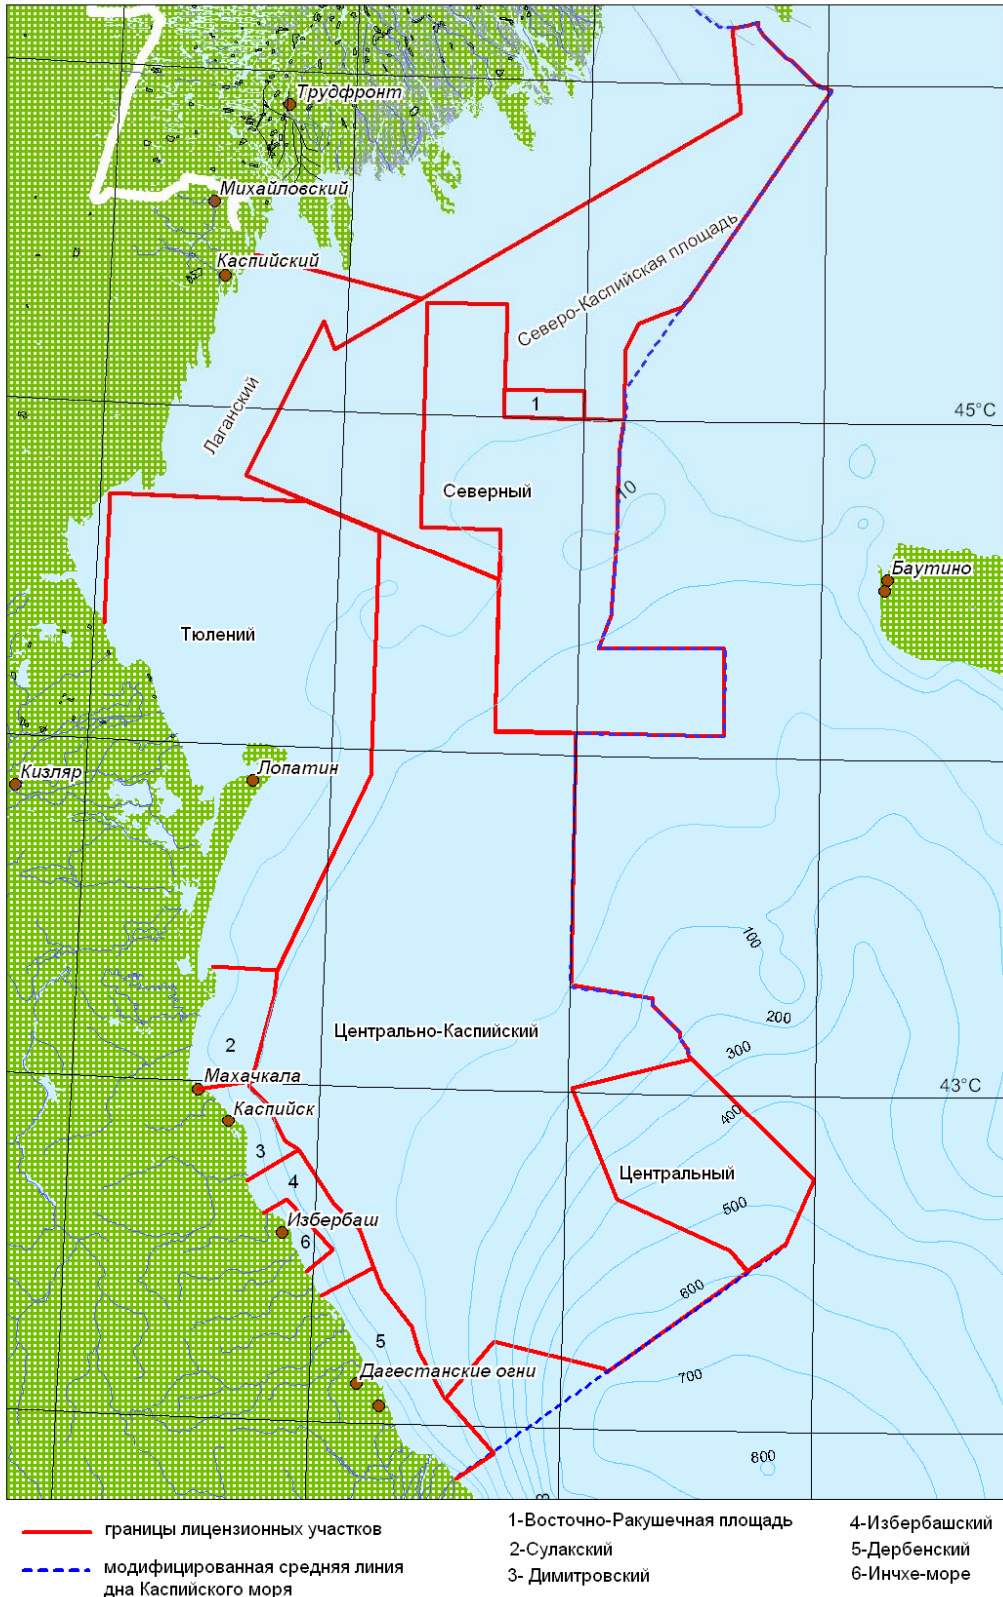 Трудфронт
Михайловский
Каспийский
Северо-Каспийская площадь
Лаганский
1
45°С
Северный
10
Баутино
Тюлений
Лопатин
Кизляр
100
200
300
Центрально-Каспийский
2
Махачкала
43°С
Каспийск
400
3
Центральный
4
500
Избербаш
6
600
5
Дагестанские огни
700
800
границы лицензионных участков
модифицированная средняя линия
дна Каспийского моря
1-Восточно-Ракушечная площадь
2-Сулакский
3- Димитровский
4-Избербашский
5-Дербенский
6-Инчхе-море